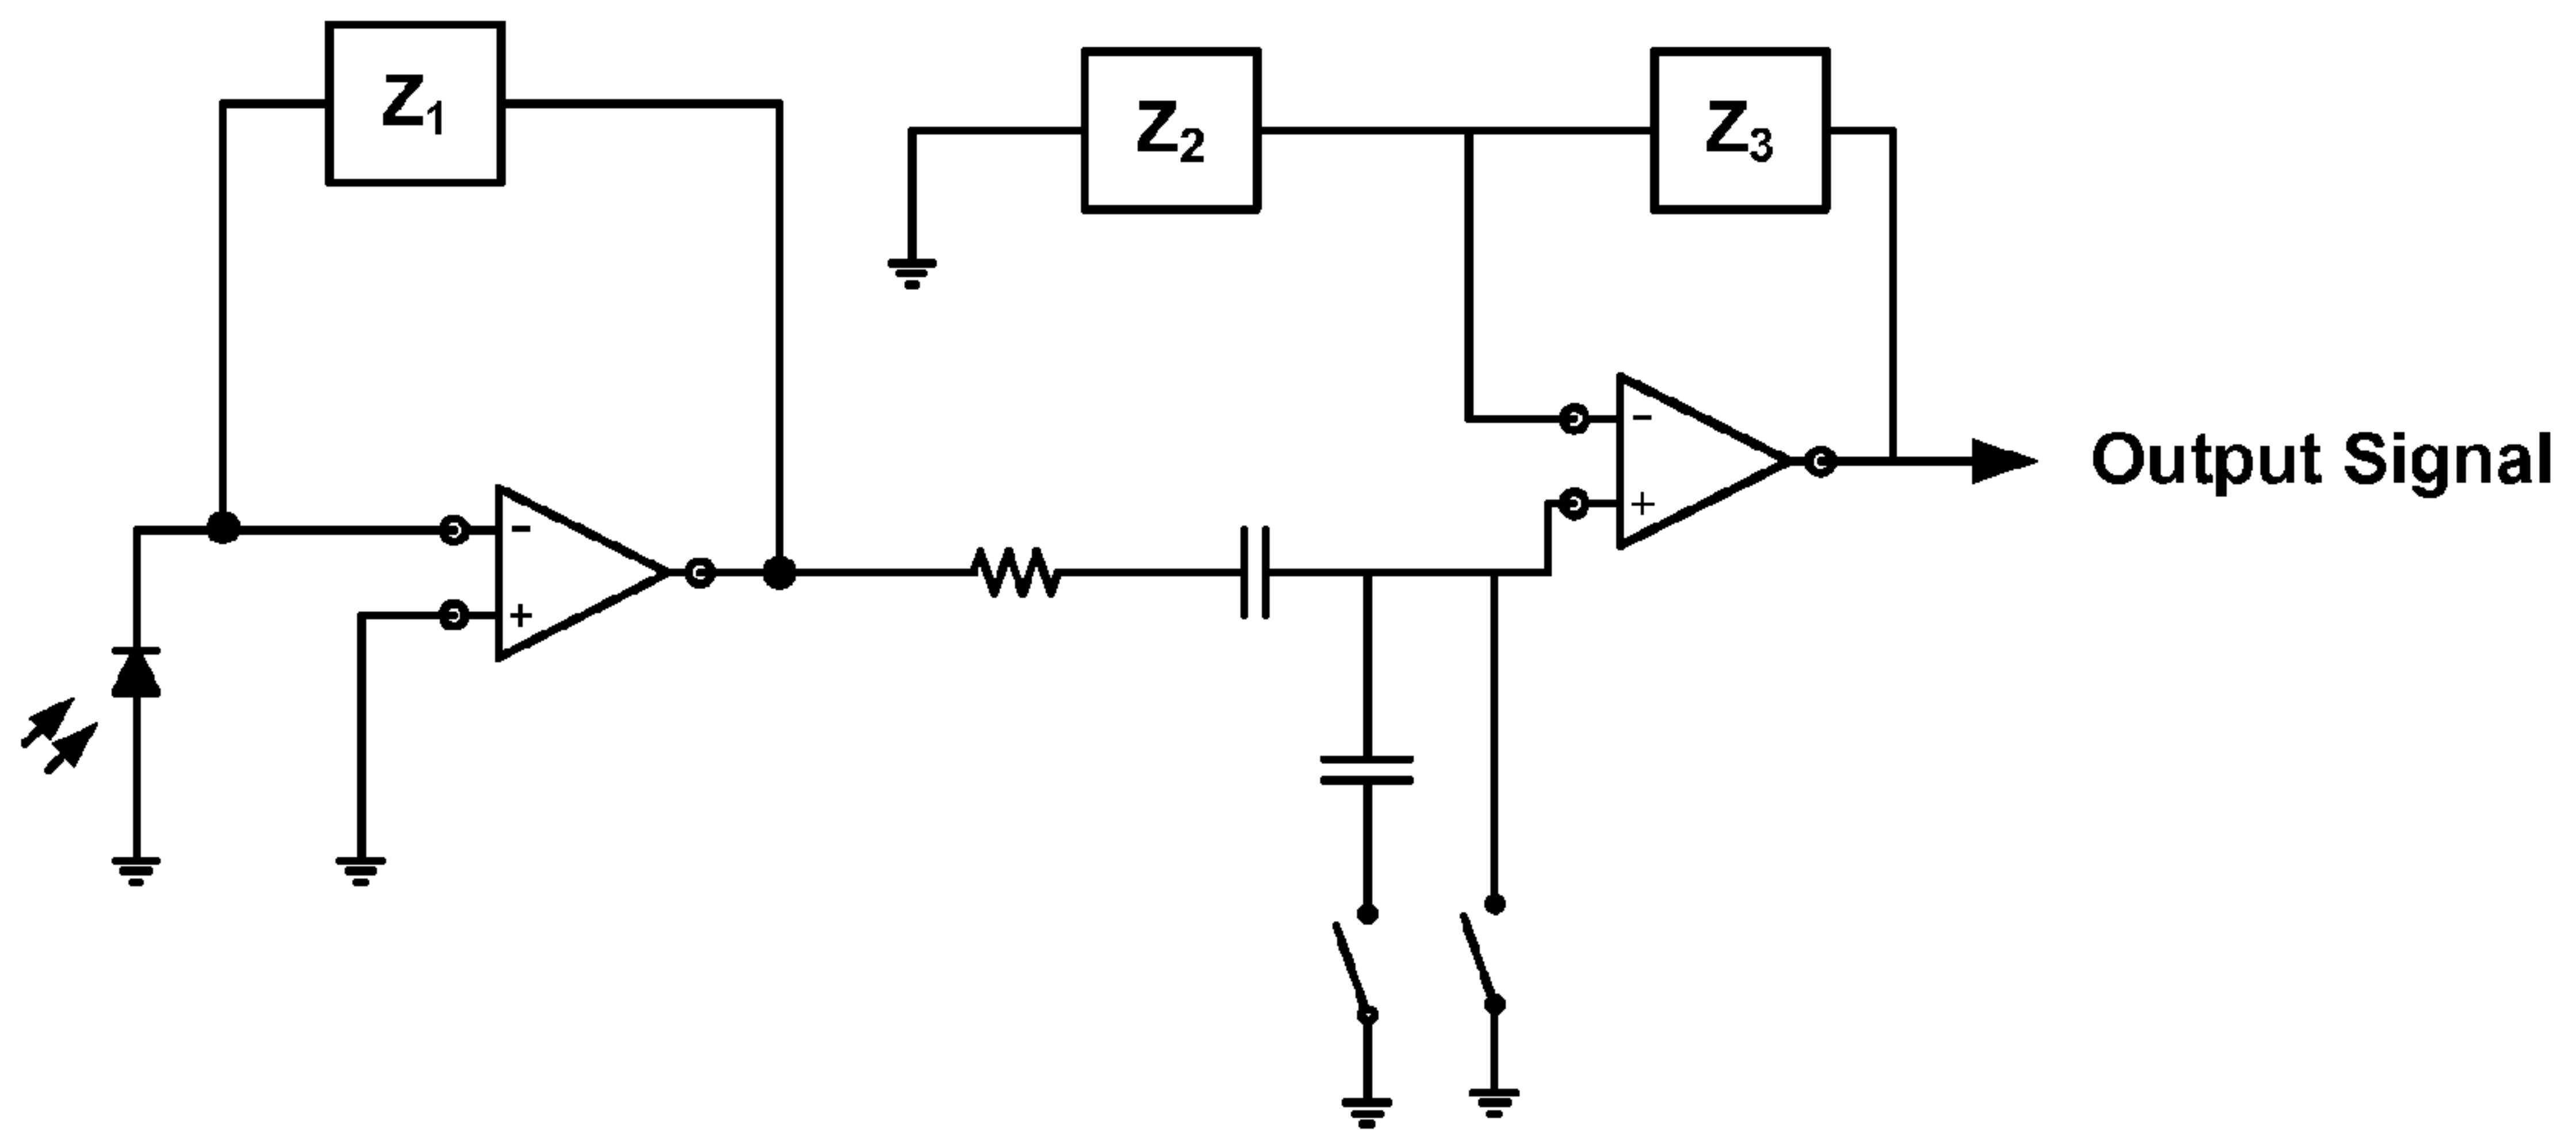 Z1
Z2
Z3
-
+
-
+
Output Signal